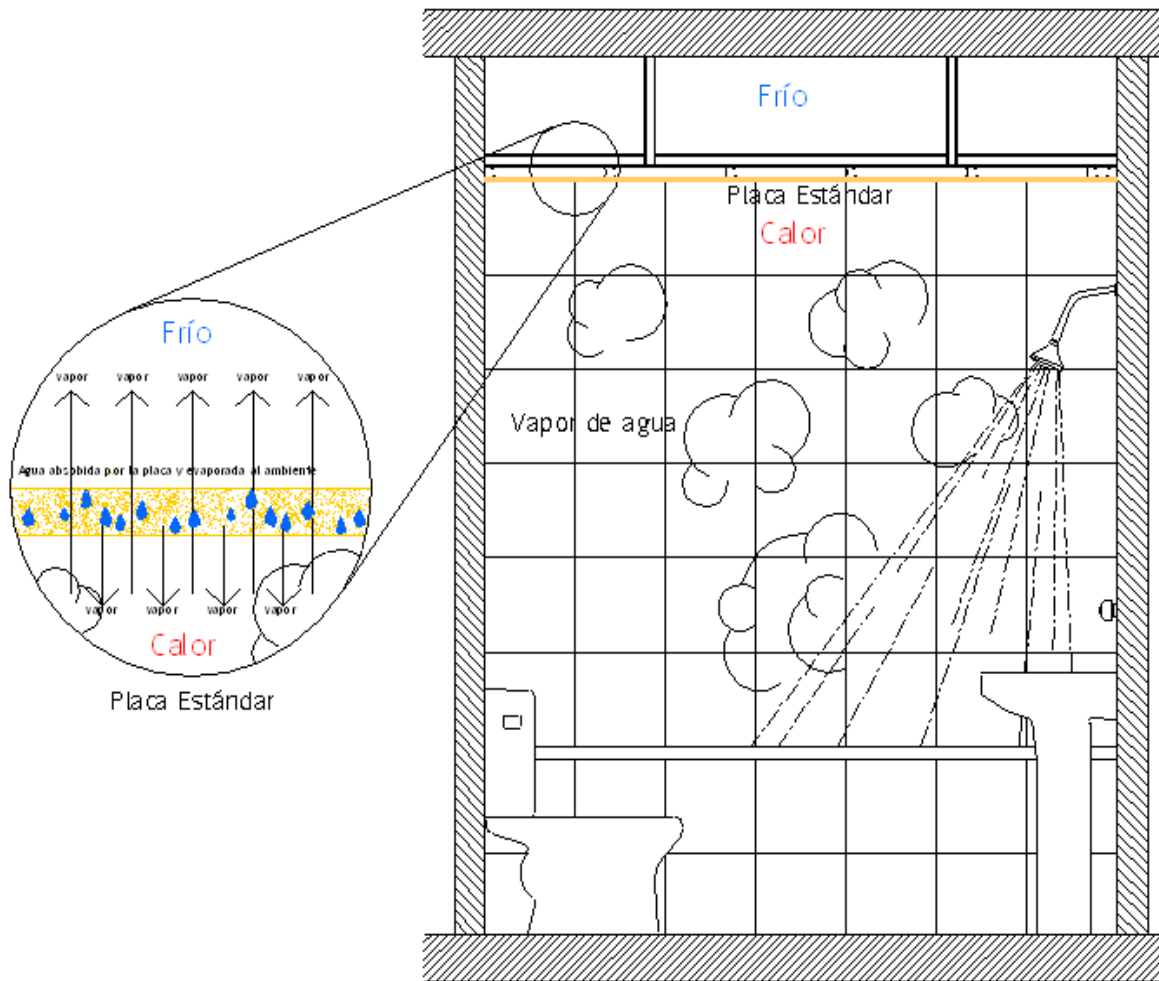 Frío
Placa Estándar
Calor
Vapor de agua
Frío
vapor vapor vapor vapor vapor
Agua absobida por la placa y evaporada al ambiente
vapor vapor vapor vapor
Calor
Placa Estándar